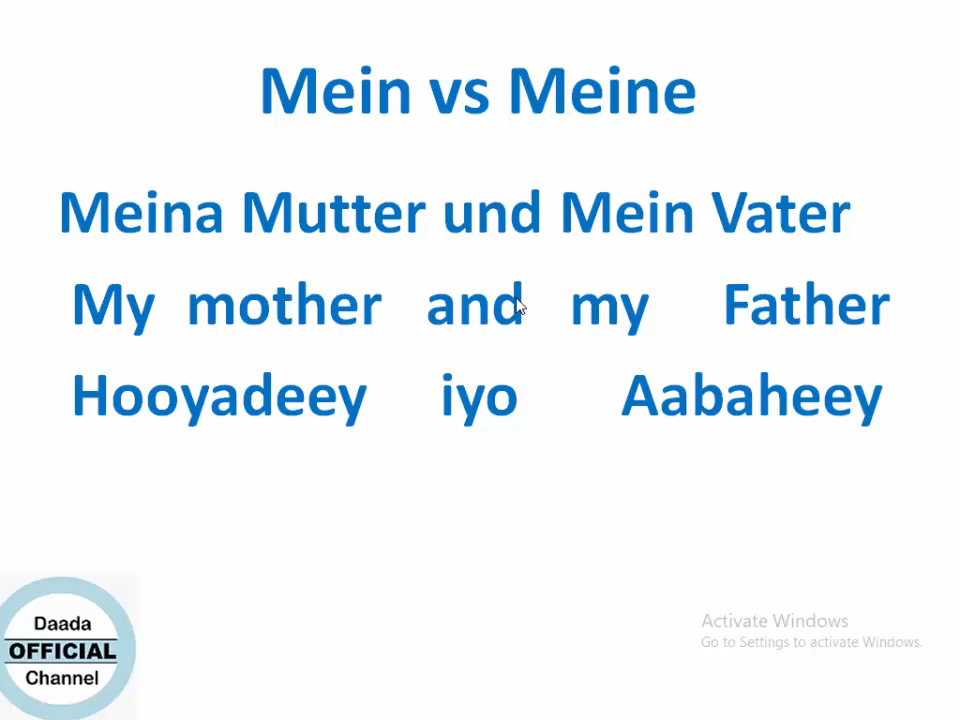 Mein vs Meine
Meina Mutter und Mein Vater
My mother and my Father
Hooyadeey iyo Aabaheey
Daada
OFFICIAL
Channel
Activate Windows
Go to Settings to activate Windows.